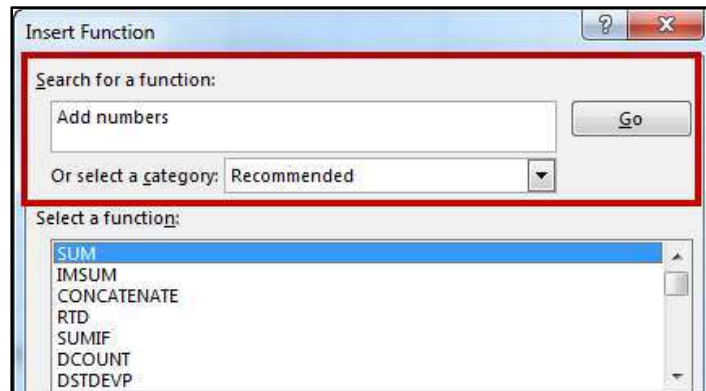 Insert Function
?
Search for a function:
Add numbers
Go
Or select a category: Recommended
Select a function:
SUM
IMSUM
CONCATENATE
RTD
SUMIF
DCOUNT
DSTDEVP